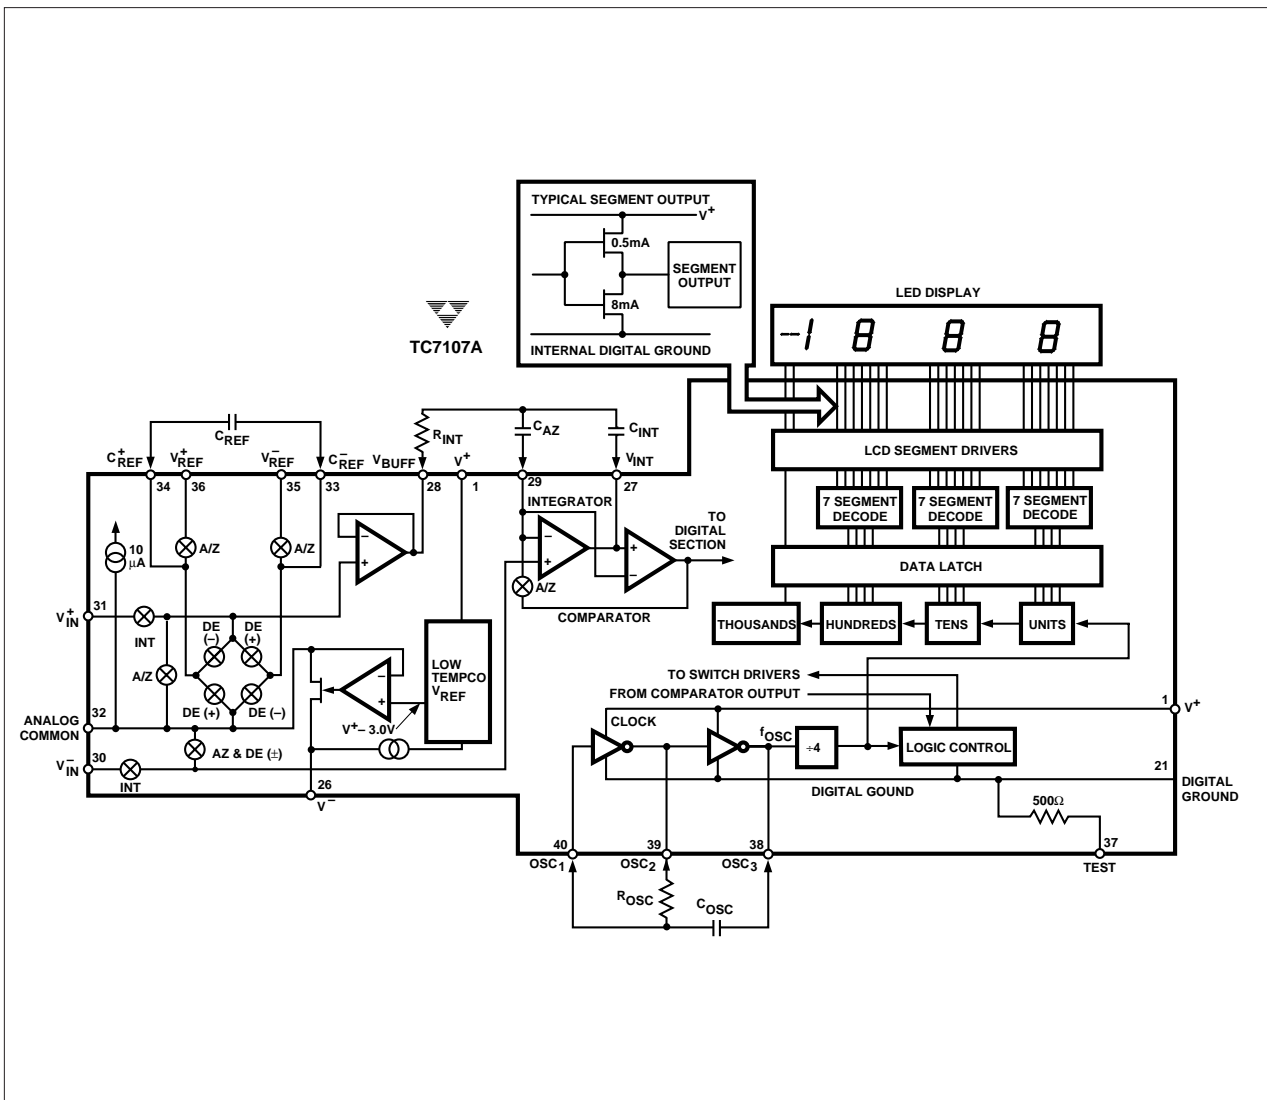 TYPICAL SEGMENT OUTPUT
V+
0.5mA
SEGMENT
OUTPUT
8mA
INTERNAL DIGITAL GROUND
TC7107A
LED DISPLAY
-1 8 8 8
LCD SEGMENT DRIVERS
7 SEGMENT
DECODE
7 SEGMENT
DECODE
7 SEGMENT
DECODE
DATA LATCH
THOUSANDS
HUNDREDS
TENS
UNITS
CREF
RINT
CAZ
CINT
C+REF
V+REF
V-REF
C-REF
VBUFF
V+
VINT
34
36
35
33
28
1
29
27
INTEGRATOR
TO
DIGITAL
SECTION
10
µA
A/Z
A/Z
−
+
−
+
+
−
A/Z
COMPARATOR
31
V+IN
INT
DE
(–)
DE
(+)
A/Z
DE (+)
DE (–)
LOW
TEMPCO
VREF
−
+
V+ – 3.0V
32
ANALOG
COMMON
AZ & DE (±)
30
V-IN
INT
26
V–
TO SWITCH DRIVERS
FROM COMPARATOR OUTPUT
1
V+
CLOCK
fOSC
÷4
LOGIC CONTROL
21
DIGITAL
GROUND
DIGITAL GOUND
500Ω
40
39
38
37
OSC1
OSC2
OSC3
TEST
ROSC
COSC